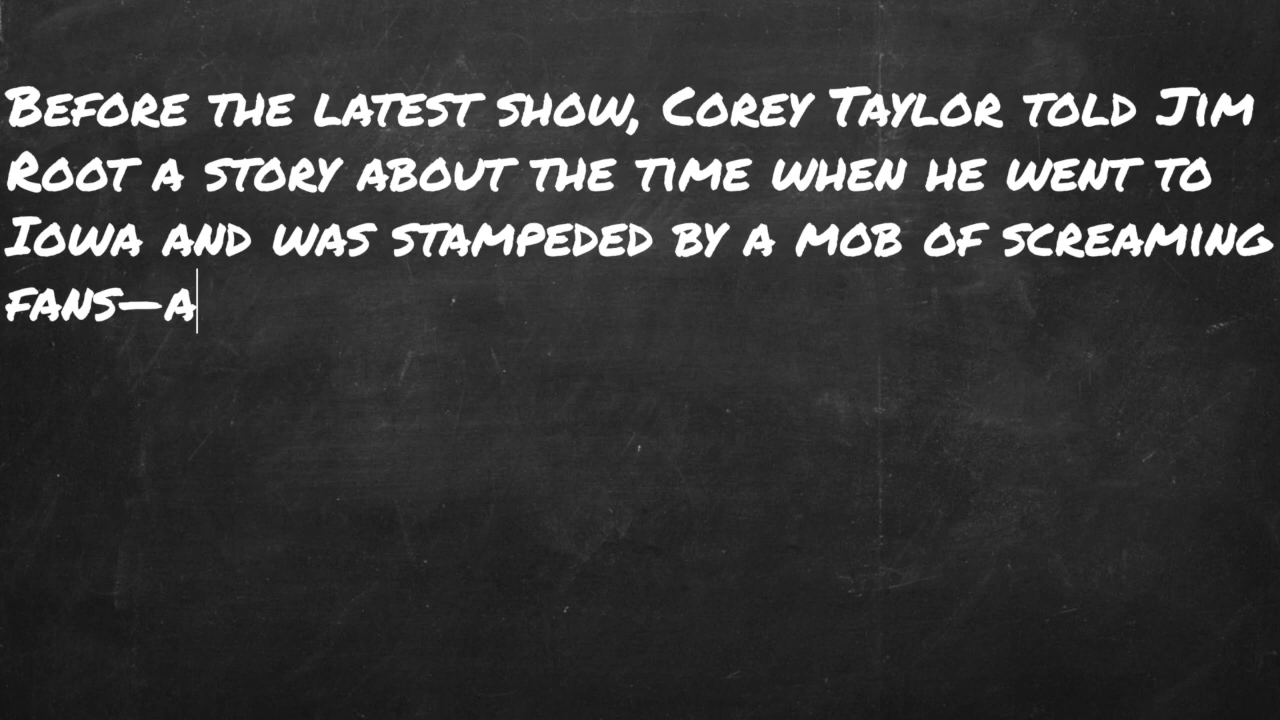 Before the latest show, Corey Taylor told Jim
Root a story about the time when he went to
Iowa and was stampeded by a mob of screaming
fans—a